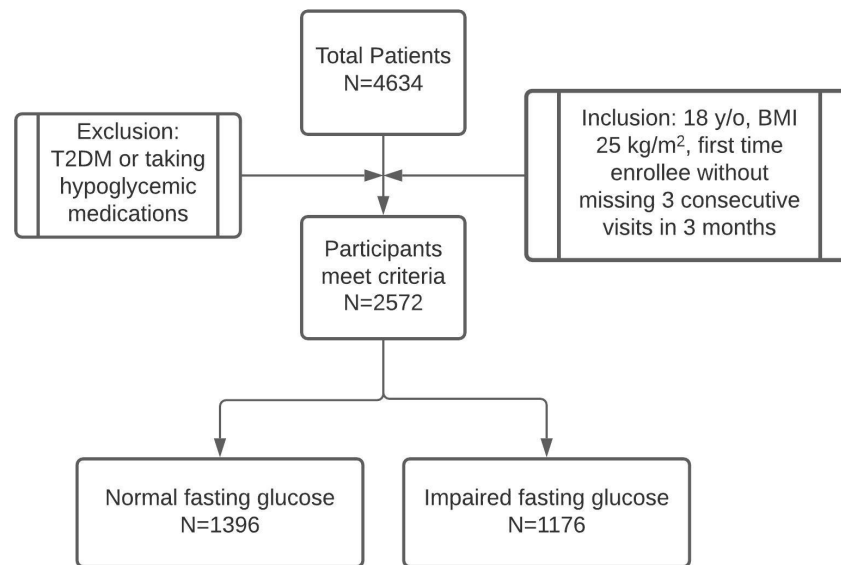 Total Patients
N=4634
Exclusion:
T2DM or taking
hypoglycemic
medications
Inclusion: 18 y/o, BMI
25 kg/m², first time
enrollee without
missing 3 consecutive
visits in 3 months
Participants
meet criteria
N=2572
Normal fasting glucose
N=1396
Impaired fasting glucose
N=1176